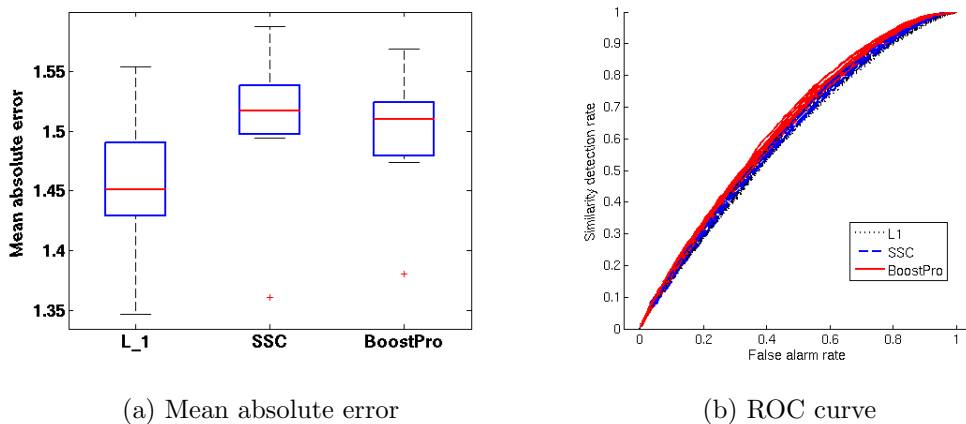 Mean absolute error
1.6
1.55
1.5
1.45
1.4
1.35
L_1
SSC
BoostPro
(a) Mean absolute error
Similarity detection rate
1
0.9
0.8
0.7
0.6
0.5
0.4
0.3
0.2
0.1
0
0
0.2
0.4
0.6
0.8
1
False alarm rate
L1
SSC
BoostPro
(b) ROC curve